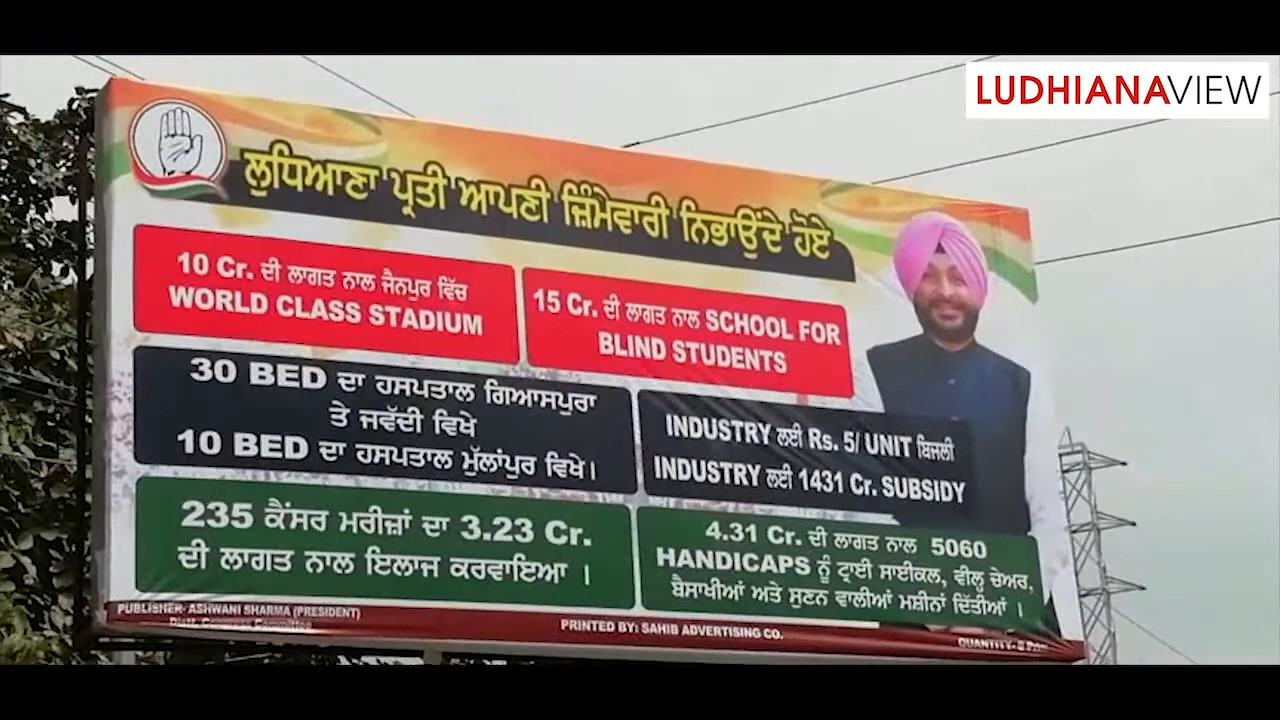 LUDHIANAVIEW
ਲੁਧਿਆਣਾ ਪ੍ਰਤੀ ਆਪਣੀ ਜ਼ਿੰਮੇਵਾਰੀ ਨਿਭਾਉਂਦੇ ਹੋਏ
10 Cr. ਦੀ ਲਾਗਤ ਨਾਲ ਜੈਨਪੁਰ ਵਿੱਚ
WORLD CLASS STADIUM
15 Cr. ਦੀ ਲਾਗਤ ਨਾਲ SCHOOL FOR
BLIND STUDENTS
30 BED ਦਾ ਹਸਪਤਾਲ ਗਿਆਸਪੁਰਾ
ਤੇ ਜਵੱਦੀ ਵਿਖੇ
10 BED ਦਾ ਹਸਪਤਾਲ ਮੁੱਲਾਂਪੁਰ ਵਿਖੇ।
INDUSTRY ਲਈ Rs. 5/ UNIT ਬਿਜਲੀ
INDUSTRY ਲਈ 1431 Cr. SUBSIDY
235 ਕੈਂਸਰ ਮਰੀਜ਼ਾਂ ਦਾ 3.23 Cr.
ਦੀ ਲਾਗਤ ਨਾਲ ਇਲਾਜ ਕਰਵਾਇਆ ।
4.31 Cr. ਦੀ ਲਾਗਤ ਨਾਲ 5060
HANDICAPS ਨੂੰ ਟ੍ਰਾਈ ਸਾਈਕਲ, ਵੀਲ੍ਹ ਚੇਅਰ,
ਬੈਸਾਖੀਆਂ ਅਤੇ ਸੁਣਨ ਵਾਲੀਆਂ ਮਸ਼ੀਨਾਂ ਦਿੱਤੀਆਂ ।
PUBLISHER- ASHWANI SHARMA (PRESIDENT)
Distt. Congress Committee
PRINTED BY: SAHIB ADVERTISING CO.